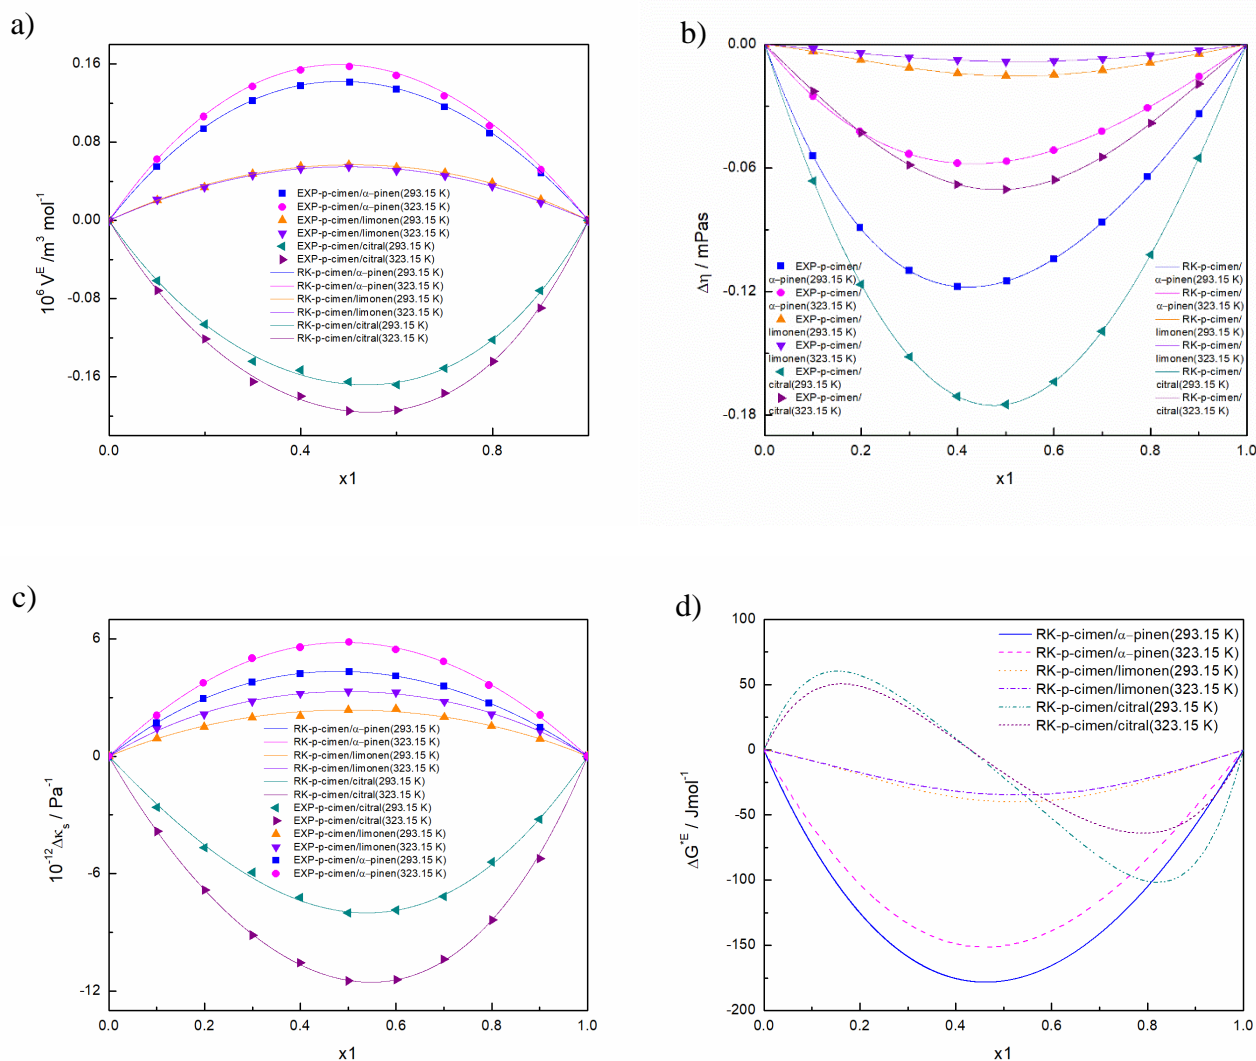 a)
0.16
0.08
0.00
-0.08
-0.16
10⁶ Vᴱ /m³ mol⁻¹
EXP-p-cimen/α−pinen(293.15 K)
EXP-p-cimen/α−pinen(323.15 K)
EXP-p-cimen/limonen(293.15 K)
EXP-p-cimen/limonen(323.15 K)
EXP-p-cimen/citral(293.15 K)
EXP-p-cimen/citral(323.15 K)
RK-p-cimen/α−pinen(293.15 K)
RK-p-cimen/α−pinen(323.15 K)
RK-p-cimen/limonen(293.15 K)
RK-p-cimen/limonen(323.15 K)
RK-p-cimen/citral(293.15 K)
RK-p-cimen/citral(323.15 K)
0.0 0.4 0.8
x1
b)
0.00
-0.06
-0.12
-0.18
Δη / mPas
EXP-p-cimen/
α−pinen(293.15 K)
EXP-p-cimen/
α−pinen(323.15 K)
EXP-p-cimen/
limonen(293.15 K)
EXP-p-cimen/
limonen(323.15 K)
EXP-p-cimen/
citral(293.15 K)
EXP-p-cimen/
citral(323.15 K)
RK-p-cimen/
α−pinen(293.15 K)
RK-p-cimen/
α−pinen(323.15 K)
RK-p-cimen/
limonen(293.15 K)
RK-p-cimen/
limonen(323.15 K)
RK-p-cimen/
citral(293.15 K)
RK-p-cimen/
citral(323.15 K)
0.0 0.2 0.4 0.6 0.8 1.0
x1
c)
6
0
-6
-12
10⁻¹²Δκₛ / Pa⁻¹
RK-p-cimen/α−pinen(293.15 K)
RK-p-cimen/α−pinen(323.15 K)
RK-p-cimen/limonen(293.15 K)
RK-p-cimen/limonen(323.15 K)
RK-p-cimen/citral(293.15 K)
RK-p-cimen/citral(323.15 K)
EXP-p-cimen/citral(293.15 K)
EXP-p-cimen/citral(323.15 K)
EXP-p-cimen/limonen(293.15 K)
EXP-p-cimen/limonen(323.15 K)
EXP-p-cimen/α−pinen(293.15 K)
EXP-p-cimen/α−pinen(323.15 K)
0.0 0.2 0.4 0.6 0.8 1.0
x1
d)
100
50
0
-50
-100
-150
-200
ΔG*ᴱ / Jmol⁻¹
RK-p-cimen/α−pinen(293.15 K)
RK-p-cimen/α−pinen(323.15 K)
RK-p-cimen/limonen(293.15 K)
RK-p-cimen/limonen(323.15 K)
RK-p-cimen/citral(293.15 K)
RK-p-cimen/citral(323.15 K)
0.0 0.2 0.4 0.6 0.8 1.0
x1